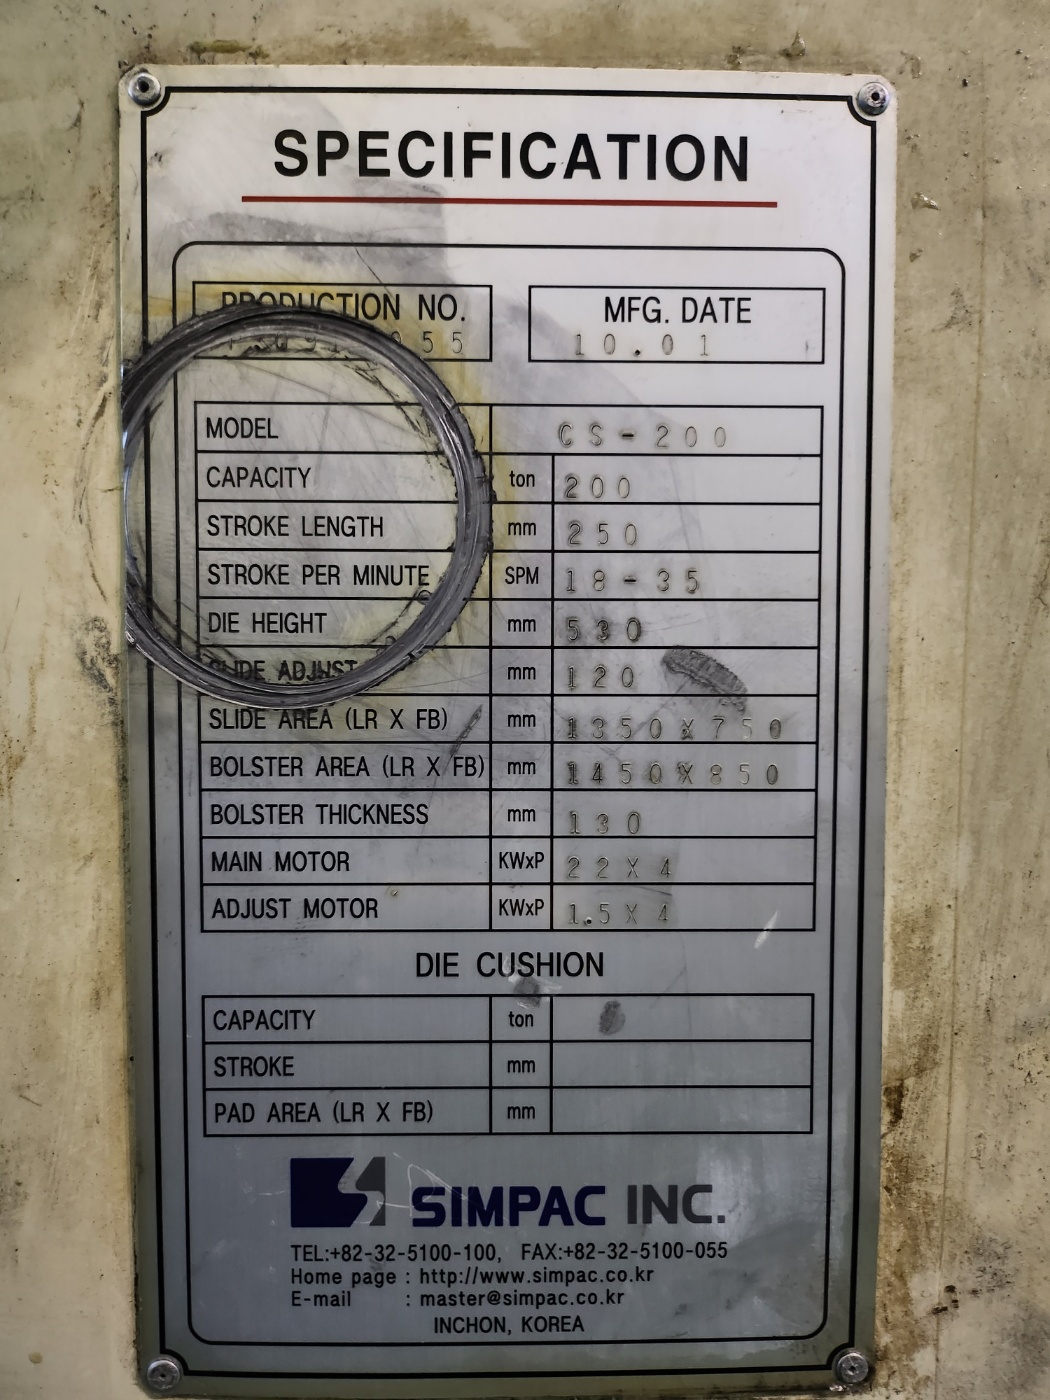 SPECIFICATION
PRODUCTION NO.
55
MFG. DATE
10.01
MODEL CS-200
CAPACITY ton 200
STROKE LENGTH mm 250
STROKE PER MINUTE SPM 18-35
DIE HEIGHT mm 530
SLIDE ADJUST mm 120
SLIDE AREA (LR X FB) mm 1350X750
BOLSTER AREA (LR X FB) mm 1450X850
BOLSTER THICKNESS mm 130
MAIN MOTOR KWxP 22X4
ADJUST MOTOR KWxP 1.5X4
DIE CUSHION
CAPACITY ton
STROKE mm
PAD AREA (LR X FB) mm
SIMPAC INC.
TEL:+82-32-5100-100, FAX:+82-32-5100-055
Home page : http://www.simpac.co.kr
E-mail : master@simpac.co.kr
INCHON, KOREA